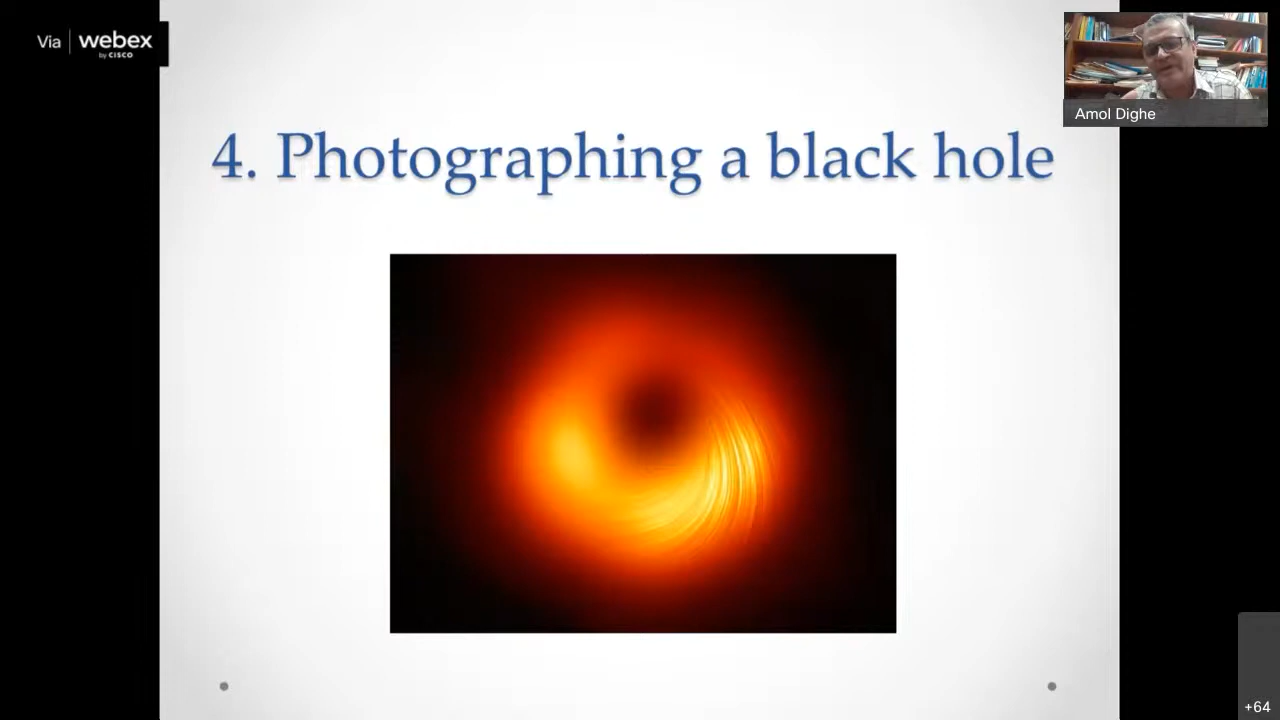 Via | webex
by CISCO
Amol Dighe
4. Photographing a black hole
+64